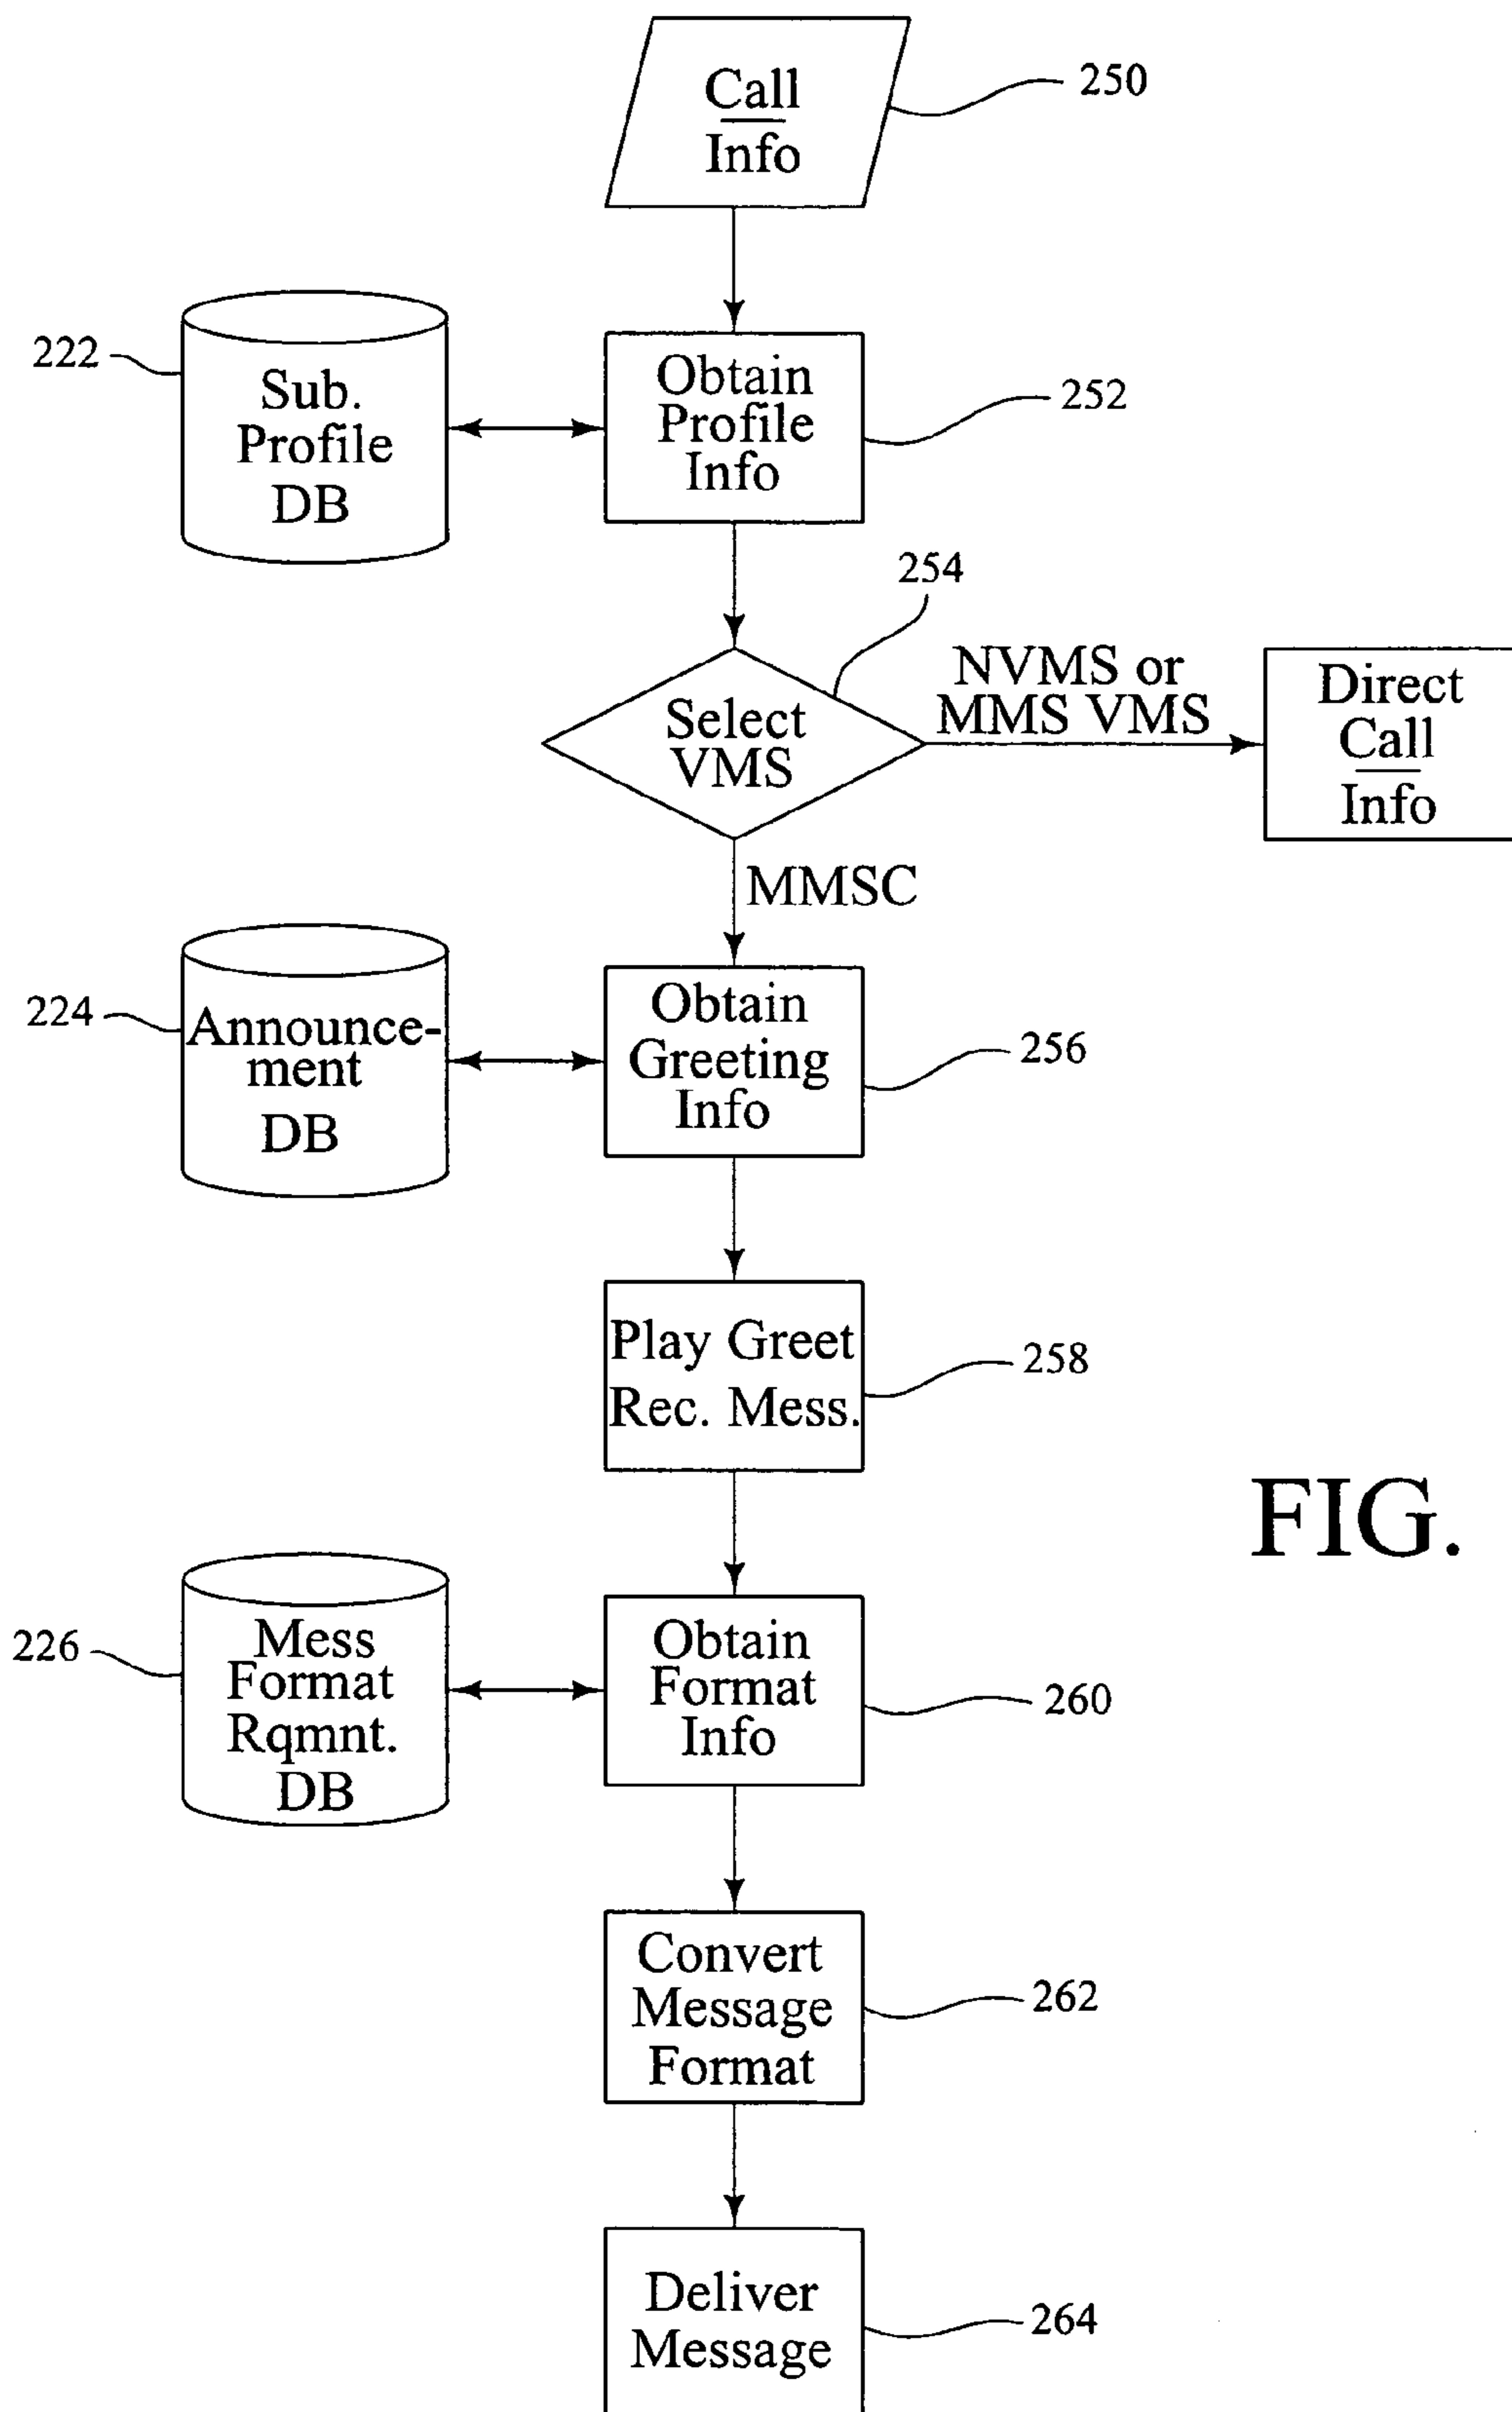 Call
Info
250
222
Sub.
Profile
DB
Obtain
Profile
Info
252
254
Select
VMS
NVMS or
MMS VMS
Direct
Call
Info
MMSC
224
Announce-
ment
DB
Obtain
Greeting
Info
256
Play Greet
Rec. Mess.
258
FIG.
226
Mess
Format
Rqmnt.
DB
Obtain
Format
Info
260
Convert
Message
Format
262
Deliver
Message
264